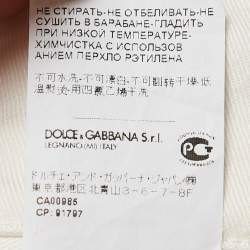 НЕ СТИРАТЬ-НЕ ОТБЕЛИВАТЬ-НЕ
СУШИТЬ В БАРАБАНЕ-ГЛАДИТЬ
ПРИ НИЗКОЙ ТЕМПЕРАТУРЕ-
ХИМЧИСТКА С ИСПОЛЬЗОВ
АНИЕМ ПЕРХЛО РЭТИЛЕНА
不可水洗-不可漂白-不可翻转干燥-低
溫熨燙-用四氯乙烯干洗
DOLCE & GABBANA S.r.l.
LEGNANO (MI) ITALY
PG
ドルチェ・アンド・ガッバーナ・ジャパン㈱
東京都港区北青山3-6-7-8F
CA00985
CP: 91797